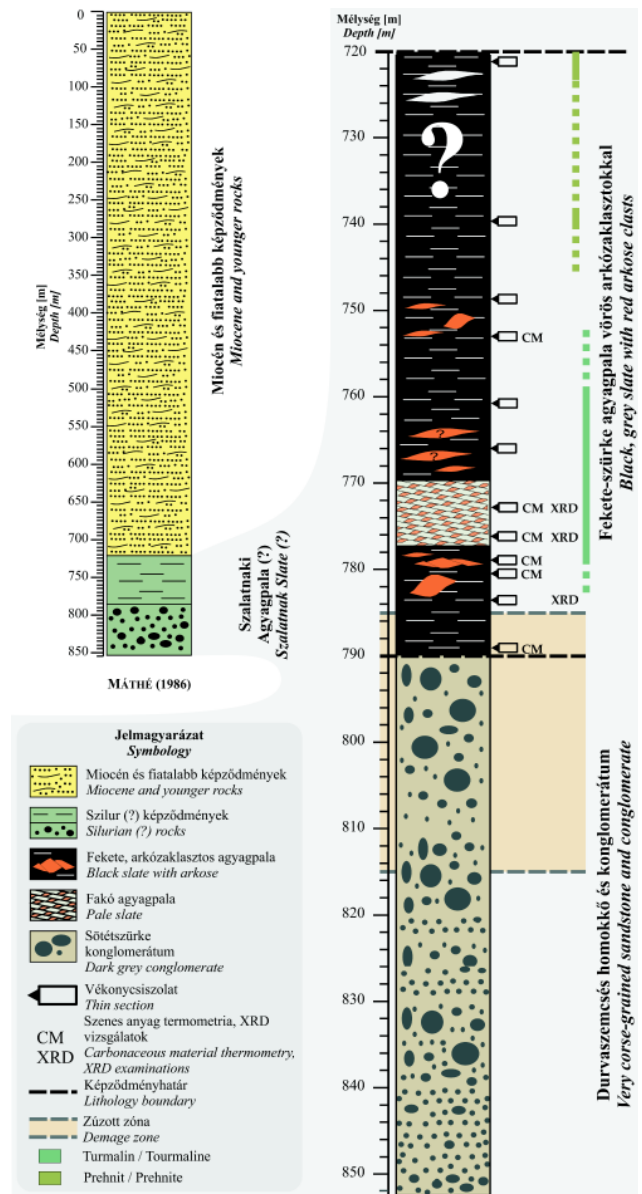 Mélység [m]
Depth [m]
0
50
100
150
200
250
300
350
400
450
500
550
600
650
700
750
800
850
Mélység [m]
Depth [m]
Miocén és fiatalabb képződmények
Miocene and younger rocks
Szalatnaki
Agyagpala (?)
Szalatnak Slate (?)
MÁTHÉ (1986)
720
730
740
750
760
770
780
790
800
810
820
830
840
850
?
?
?
CM
CM XRD
CM XRD
CM
CM
XRD
CM
Fekete-szürke agyagpala vörös arkózaklasztokkal
Black, grey slate with red arkose clasts
Durvaszemcsés homokkő és konglomerátum
Very corse-grained sandstone and conglomerate
Jelmagyarázat
Symbology
Miocén és fiatalabb képződmények
Miocene and younger rocks
Szilur (?) képződmények
Silurian (?) rocks
Fekete, arkózaklasztos agyagpala
Black slate with arkose
Fakó agyagpala
Pale slate
Sötétszürke
konglomerátum
Dark grey conglomerate
Vékonycsiszolat
Thin section
CM
XRD
Szenes anyag termometria, XRD
vizsgálatok
Carbonaceous material thermometry,
XRD examinations
Képződményhatár
Lithology boundary
Zúzott zóna
Demage zone
Turmalin / Tourmaline
Prehnit / Prehnite